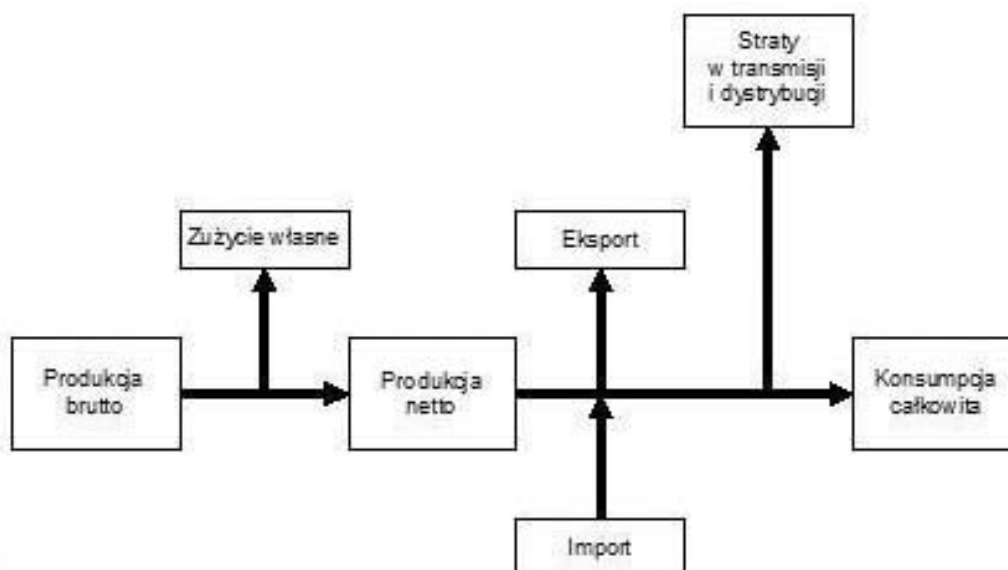 Straty
w transmisji
i dystrybucji
Zużycie własne
Eksport
Produkcja
brutto
Produkcja
netto
Konsumpcja
całkowita
Import